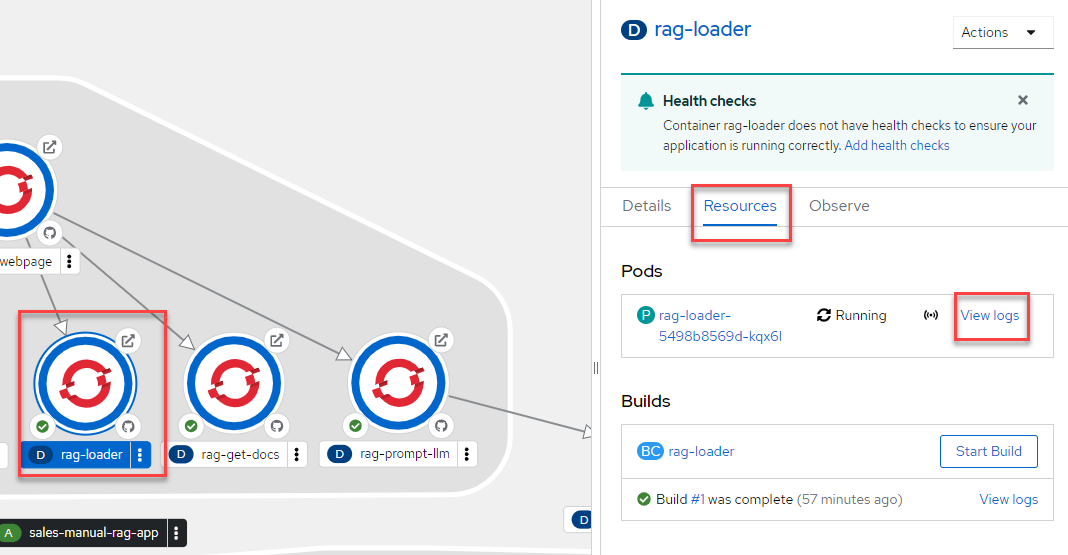 webpage
D rag-loader
D rag-get-docs
D rag-prompt-llm
A sales-manual-rag-app
D
D rag-loader
Actions
Health checks
Container rag-loader does not have health checks to ensure your
application is running correctly. Add health checks
Details Resources Observe
Pods
P rag-loader-
5498b8569d-kqx6l
Running
View logs
Builds
BC rag-loader
Start Build
Build #1 was complete (57 minutes ago)
View logs